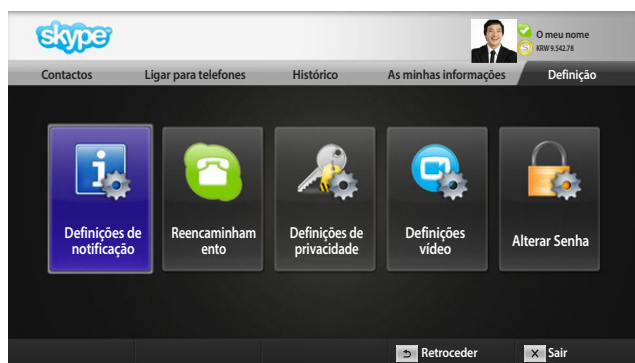 skype
O meu nome
KRW 9.542.78
Contactos
Ligar para telefones
Histórico
As minhas informações
Definição
Definições de
notificação
Reencaminham
ento
Definições de
privacidade
Definições
vídeo
Alterar Senha
Retroceder
X Sair